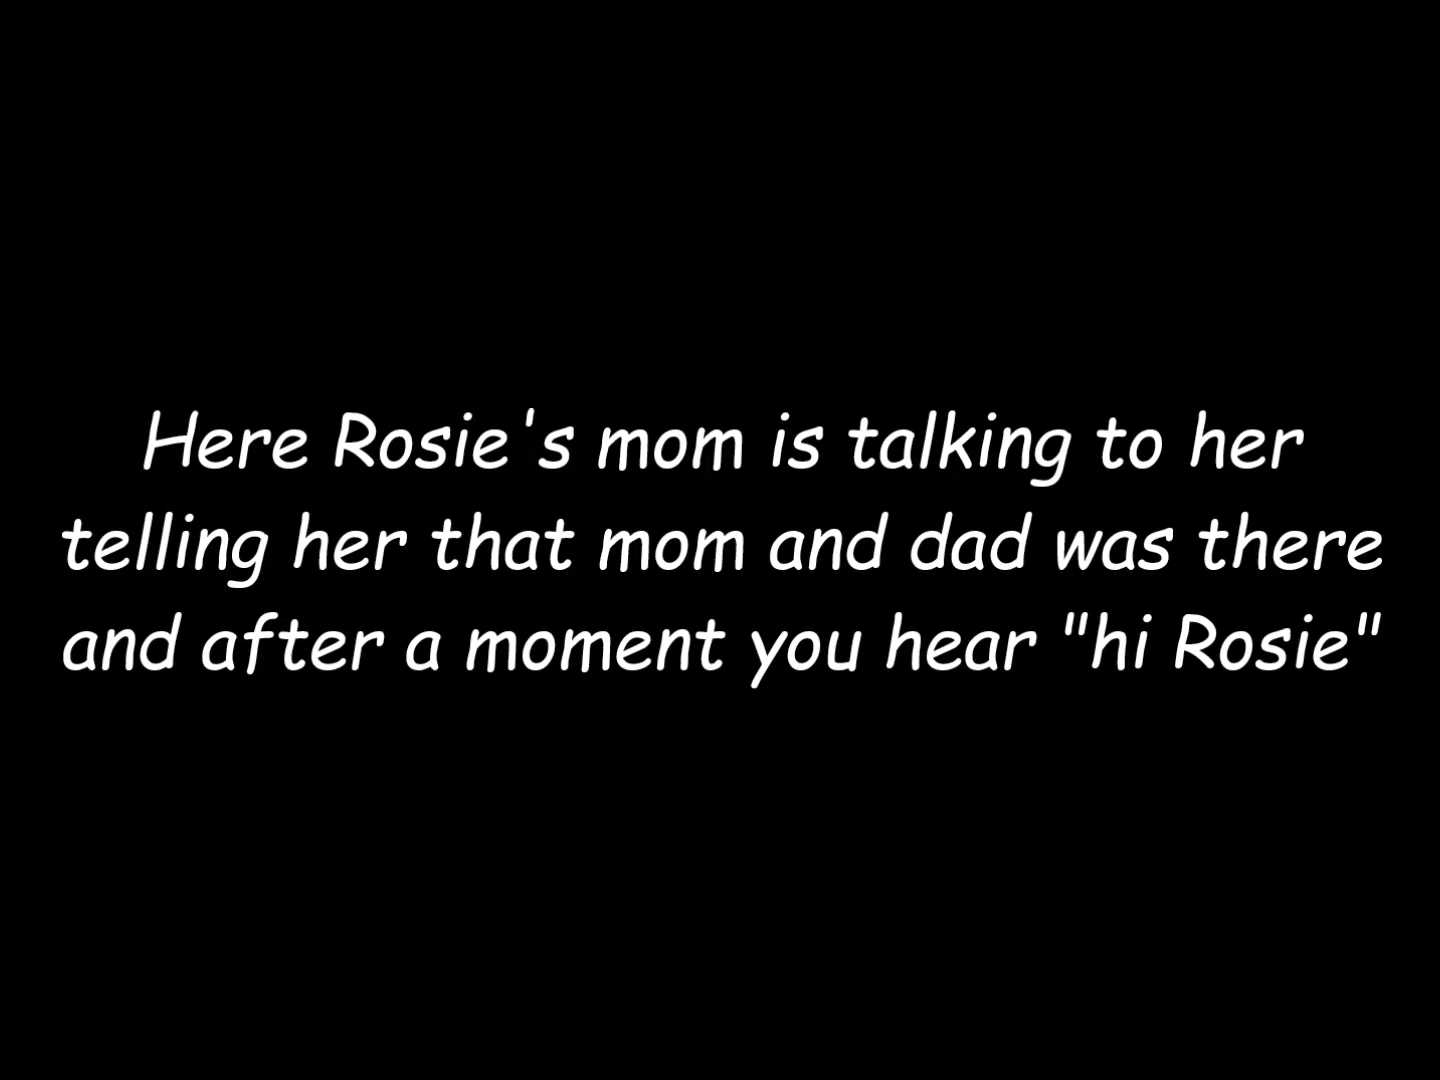 Here Rosie's mom is talking to her
telling her that mom and dad was there
and after a moment you hear "hi Rosie"